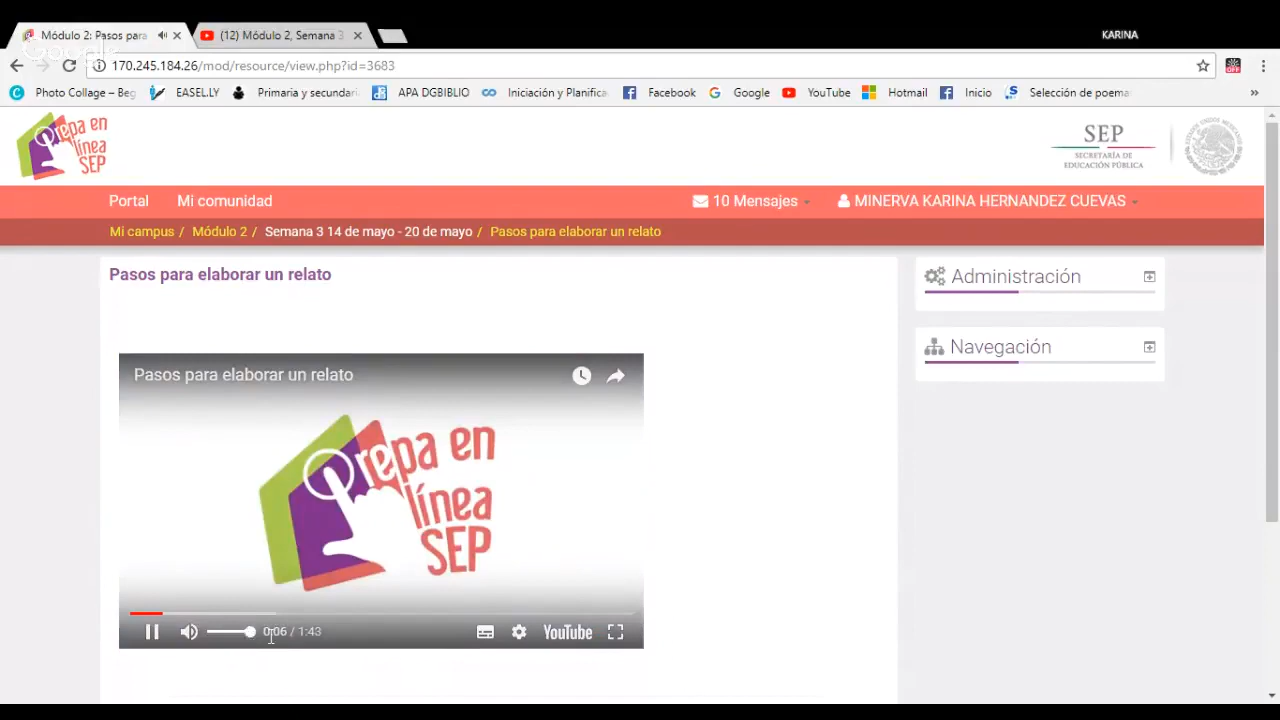 Módulo 2: Pasos para
(12) Módulo 2, Semana 3
KARINA
Google
170.245.184.26/mod/resource/view.php?id=3683
Photo Collage – Beg
EASEL.LY
Primaria y secundari
APA DGBIBLIO
Iniciación y Planifica
Facebook
Google
YouTube
Hotmail
Inicio
Selección de poema
»
Prepa en línea SEP
SEP
SECRETARÍA DE
EDUCACIÓN PÚBLICA
Portal
Mi comunidad
10 Mensajes
MINERVA KARINA HERNANDEZ CUEVAS
Mi campus / Módulo 2 / Semana 3 14 de mayo - 20 de mayo / Pasos para elaborar un relato
Pasos para elaborar un relato
Administración
Navegación
Pasos para elaborar un relato
Prepa en
línea
SEP
0:06 / 1:43
YouTube